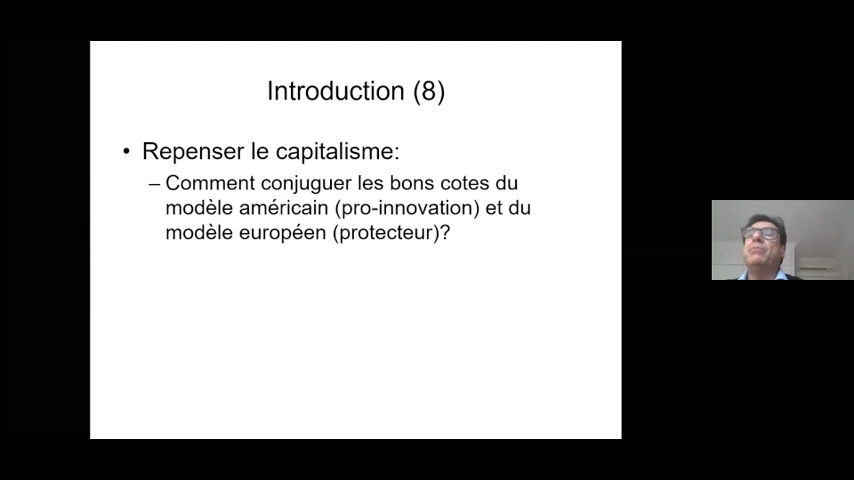 Introduction (8)
• Repenser le capitalisme:
– Comment conjuguer les bons cotes du
modèle américain (pro-innovation) et du
modèle européen (protecteur)?